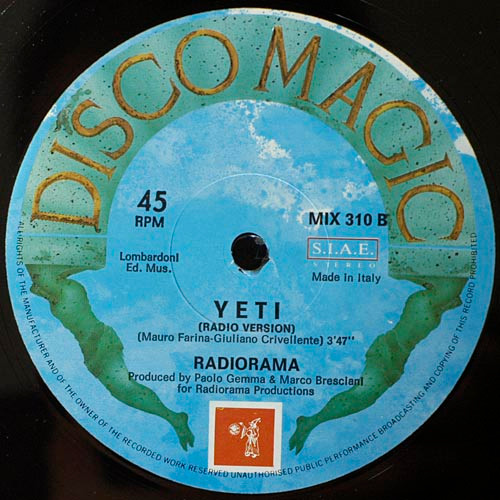 DISCO MAGIC
45
RPM
MIX 310 B
S.I.A.E.
STEREO
Lombardoni
Ed. Mus.
Made in Italy
YETI
(RADIO VERSION)
(Mauro Farina-Giuliano Crivellente) 3'47"
RADIORAMA
Produced by Paolo Gemma & Marco Bresciani
for Radiorama Productions
ALL RIGHTS OF THE MANUFACTURER AND OF THE OWNER OF THE RECORDED WORK RESERVED UNAUTHORISED PUBLIC PERFORMANCE BROADCASTING AND COPYING OF THIS RECORD PROHIBITED